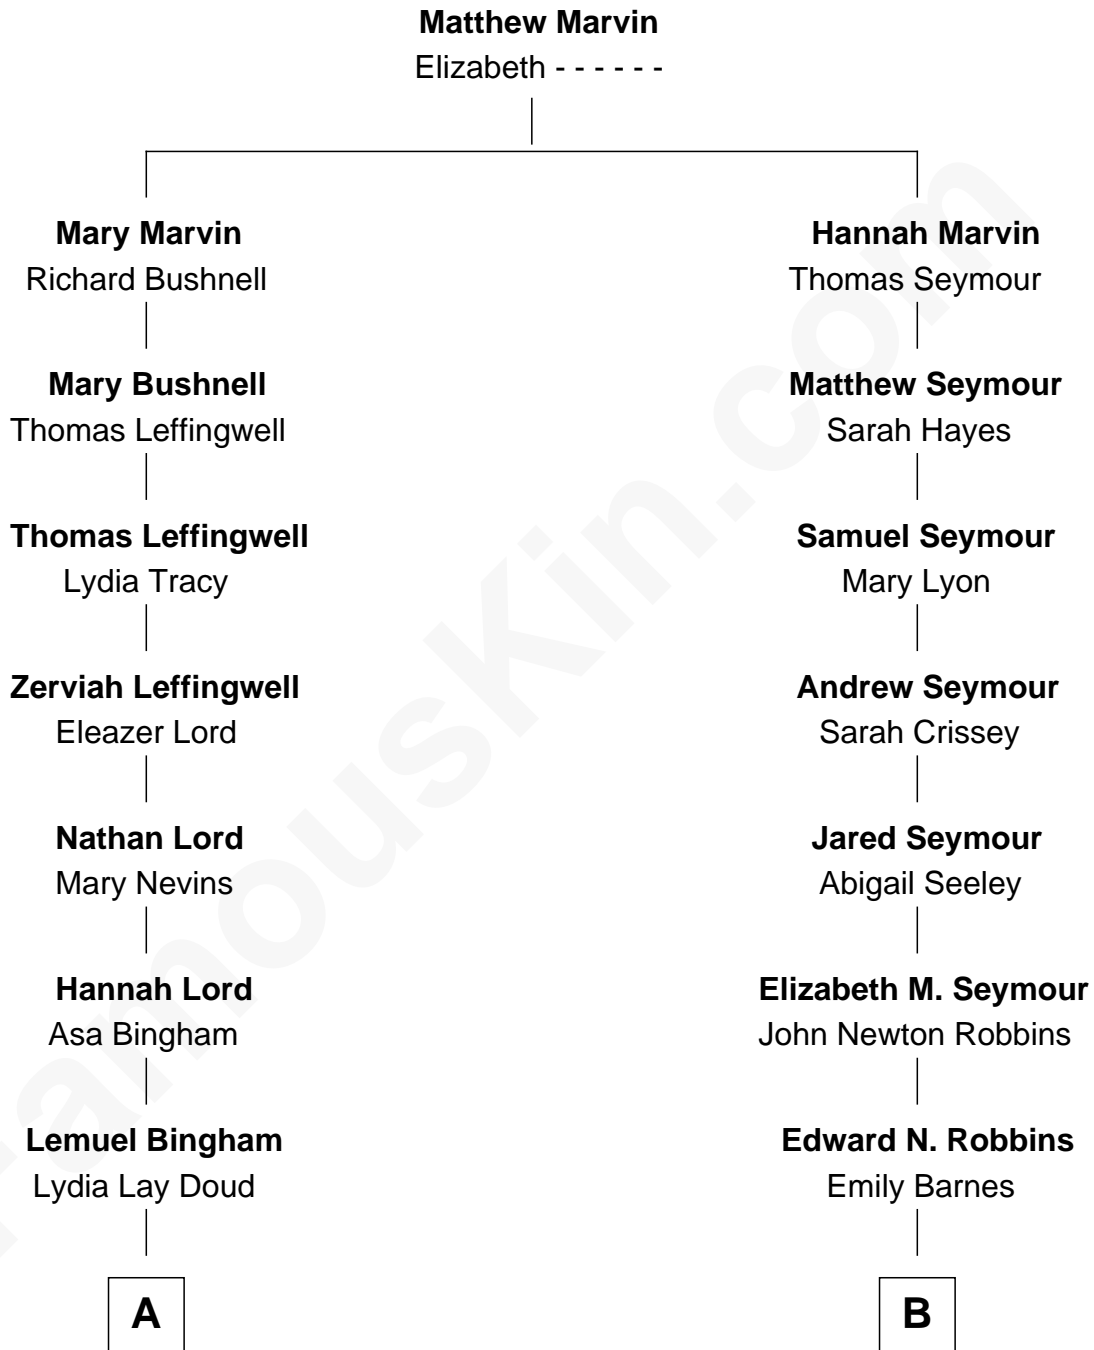 Matthew Marvin
Elizabeth - - - - - -
Mary Marvin
Richard Bushnell
Hannah Marvin
Thomas Seymour
Mary Bushnell
Thomas Leffingwell
Matthew Seymour
Sarah Hayes
Thomas Leffingwell
Lydia Tracy
Samuel Seymour
Mary Lyon
Zerviah Leffingwell
Eleazer Lord
Andrew Seymour
Sarah Crissey
Nathan Lord
Mary Nevins
Jared Seymour
Abigail Seeley
Hannah Lord
Asa Bingham
Elizabeth M. Seymour
John Newton Robbins
Lemuel Bingham
Lydia Lay Doud
Edward N. Robbins
Emily Barnes
A
B
FamousKin.com